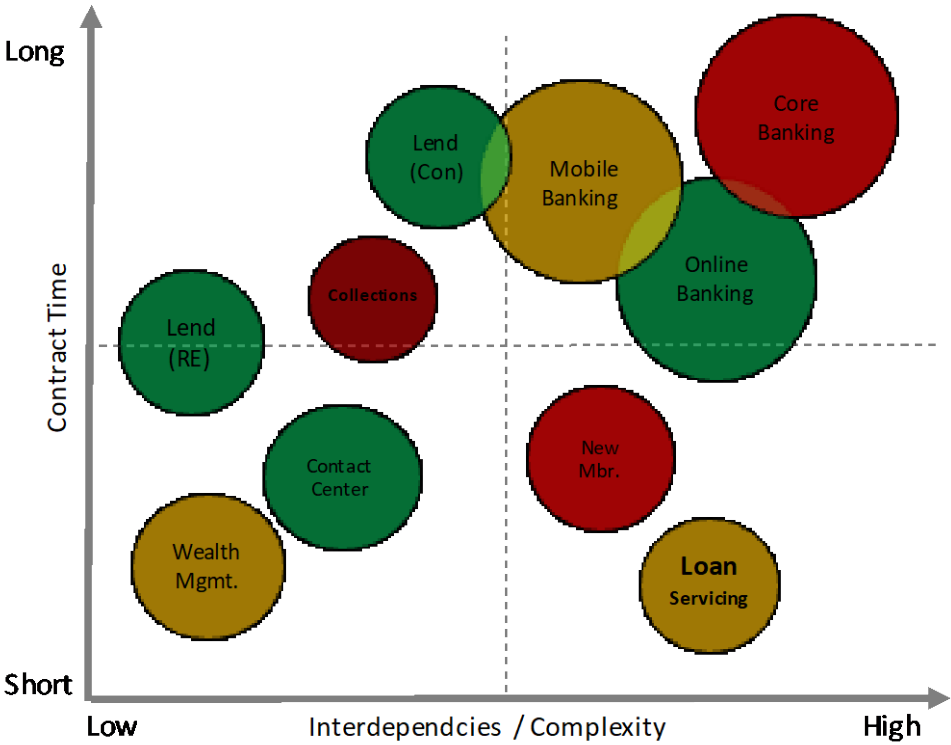 Long
Core
Banking
Lend
(Con)
Mobile
Banking
Online
Banking
Collections
Lend
(RE)
Contract Time
New
Mbr.
Contact
Center
Wealth
Mgmt.
Loan
Servicing
Short
Low
Interdependcies / Complexity
High